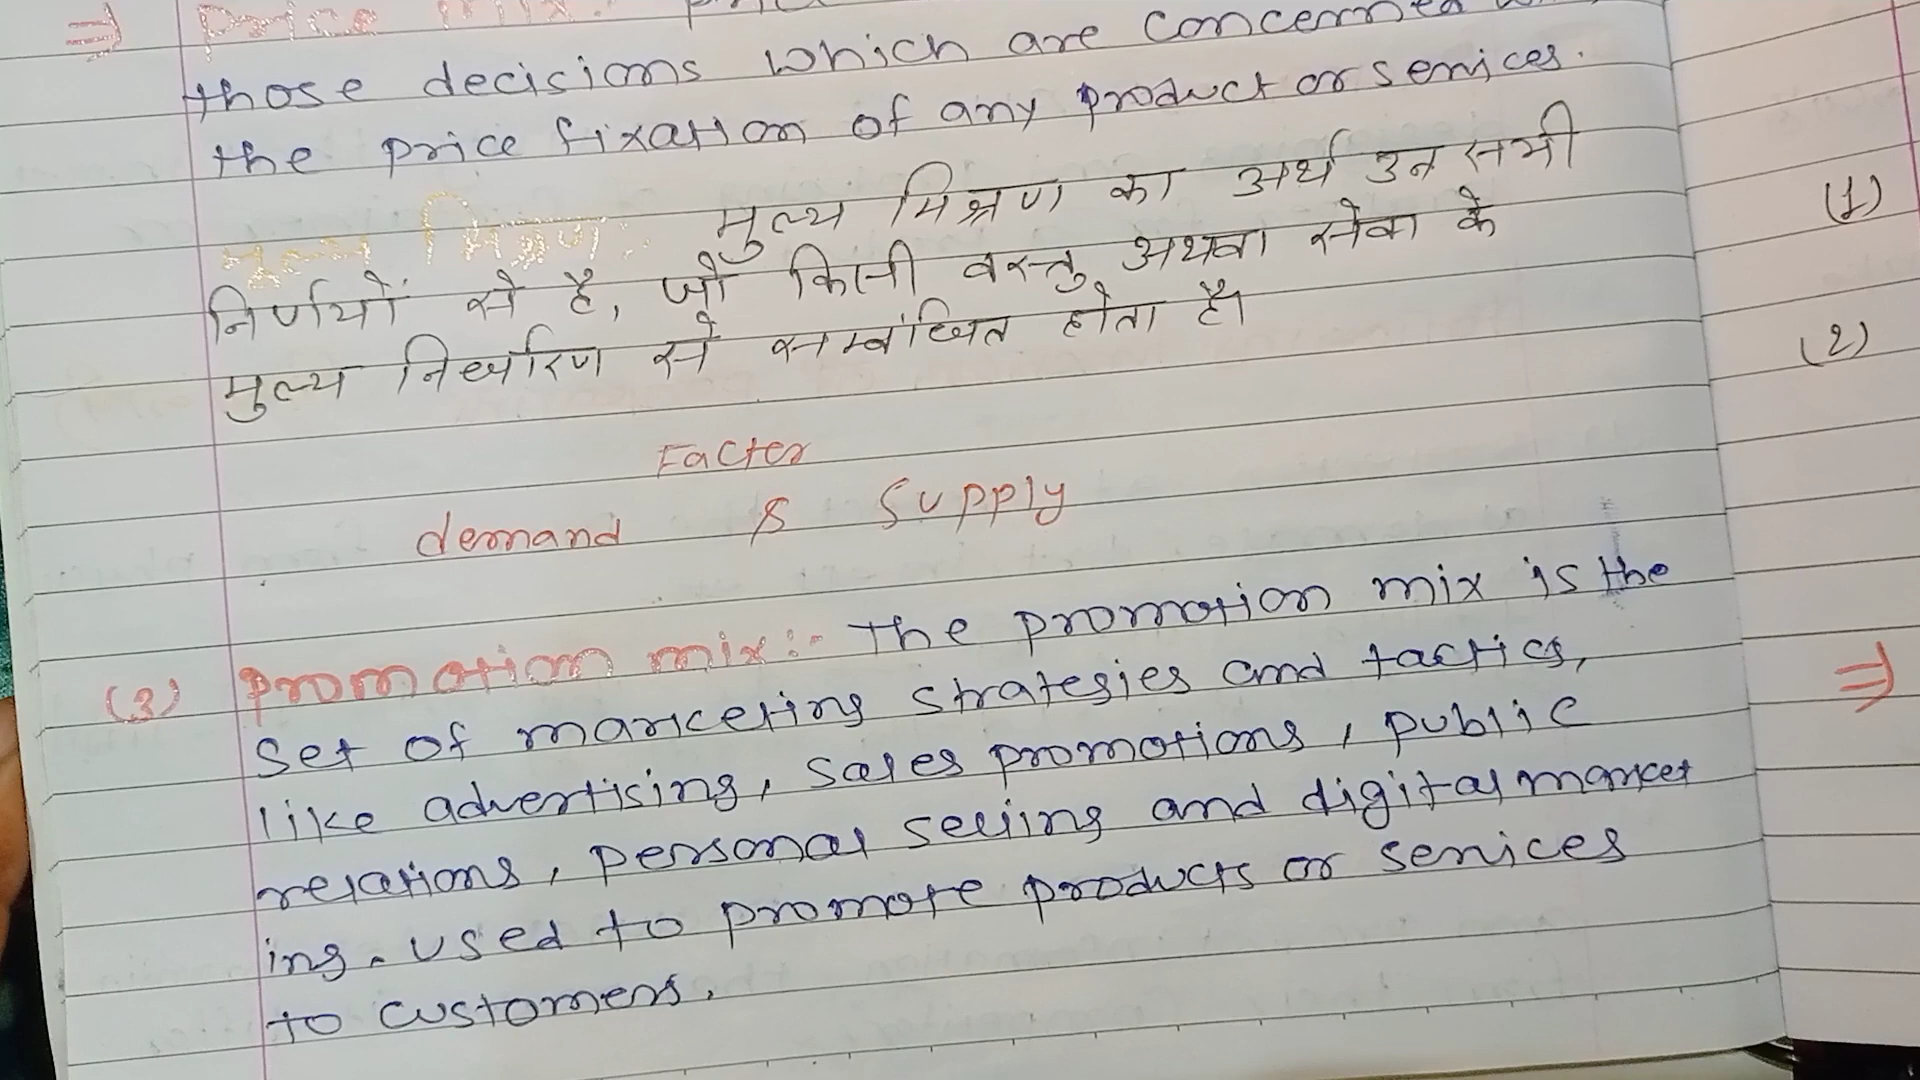 ⇒ Price mix:
those decisions which are concerned
the price fixation of any product or services.
मूल्य मिश्रण : मुल्य मिश्रण का अर्थ उन सभी
निर्णयों से है, जो किसी वस्तु अथवा सेवा के
मुल्य निर्धारण से सम्बंधित होता है।
Facter
demand & Supply
(3) Promotion mix:- The promotion mix is the
set of marketing strategies and tactics,
like advertising, sales promotions, public
relations, personal selling and digital market
ing. used to promote products or services
to customers.
(1)
(2)
⇒